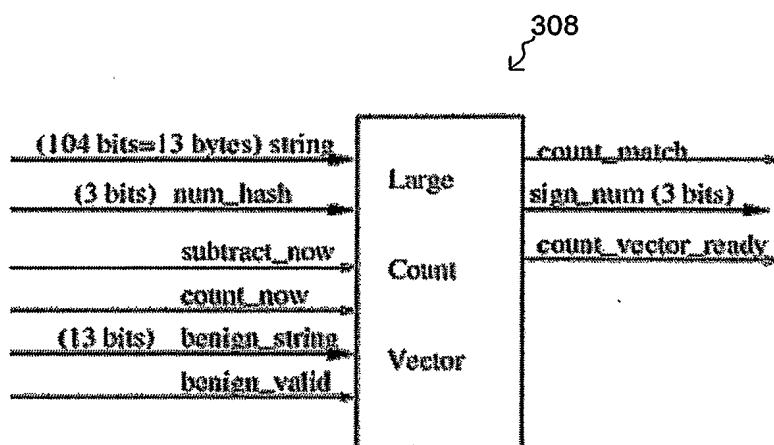 308
(104 bits=13 bytes) string
(3 bits) num_hash
subtract_now
count_now
(13 bits) benign_string
benign_valid
Large
Count
Vector
count_match
sign_num (3 bits)
count_vector_ready